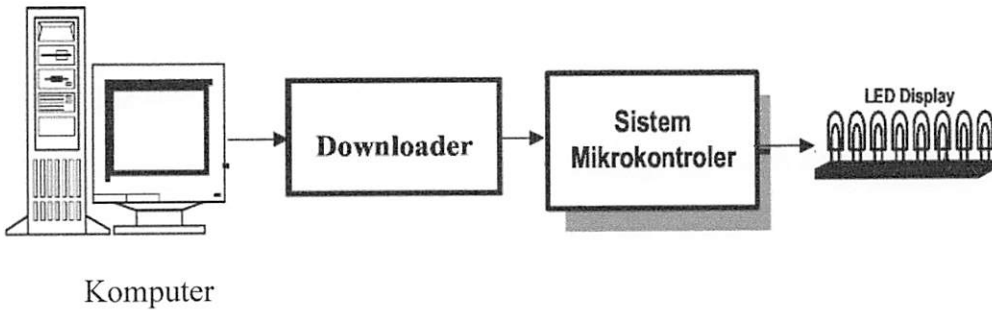 Downloader
Sistem
Mikrokontroler
LED Display
Komputer